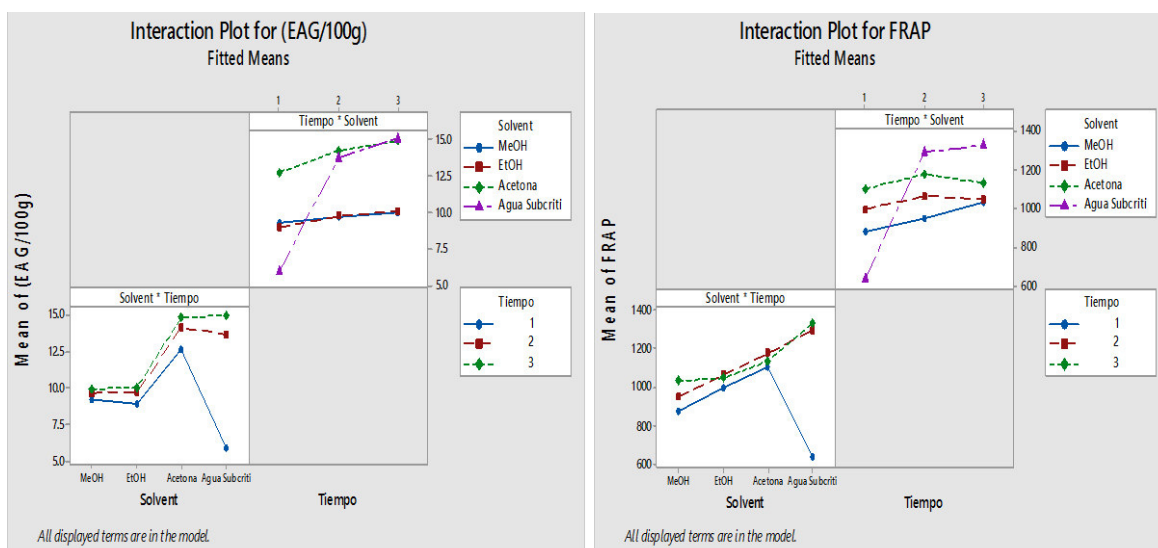 Interaction Plot for (EAG/100g)
Fitted Means
1 2 3
Tiempo * Solvent
15.0
12.5
10.0
7.5
5.0
Solvent
MeOH
EtOH
Acetona
Agua Subcriti
Mean of (EAG/100g)
Solvent * Tiempo
15.0
12.5
10.0
7.5
5.0
MeOH EtOH Acetona Agua Subcriti
Solvent Tiempo
Tiempo
1
2
3
All displayed terms are in the model.
Interaction Plot for FRAP
Fitted Means
1 2 3
Tiempo * Solvent
1400
1200
1000
800
600
Solvent
MeOH
EtOH
Acetona
Agua Subcriti
Mean of FRAP
Solvent * Tiempo
1400
1200
1000
800
600
MeOH EtOH Acetona Agua Subcriti
Solvent Tiempo
Tiempo
1
2
3
All displayed terms are in the model.